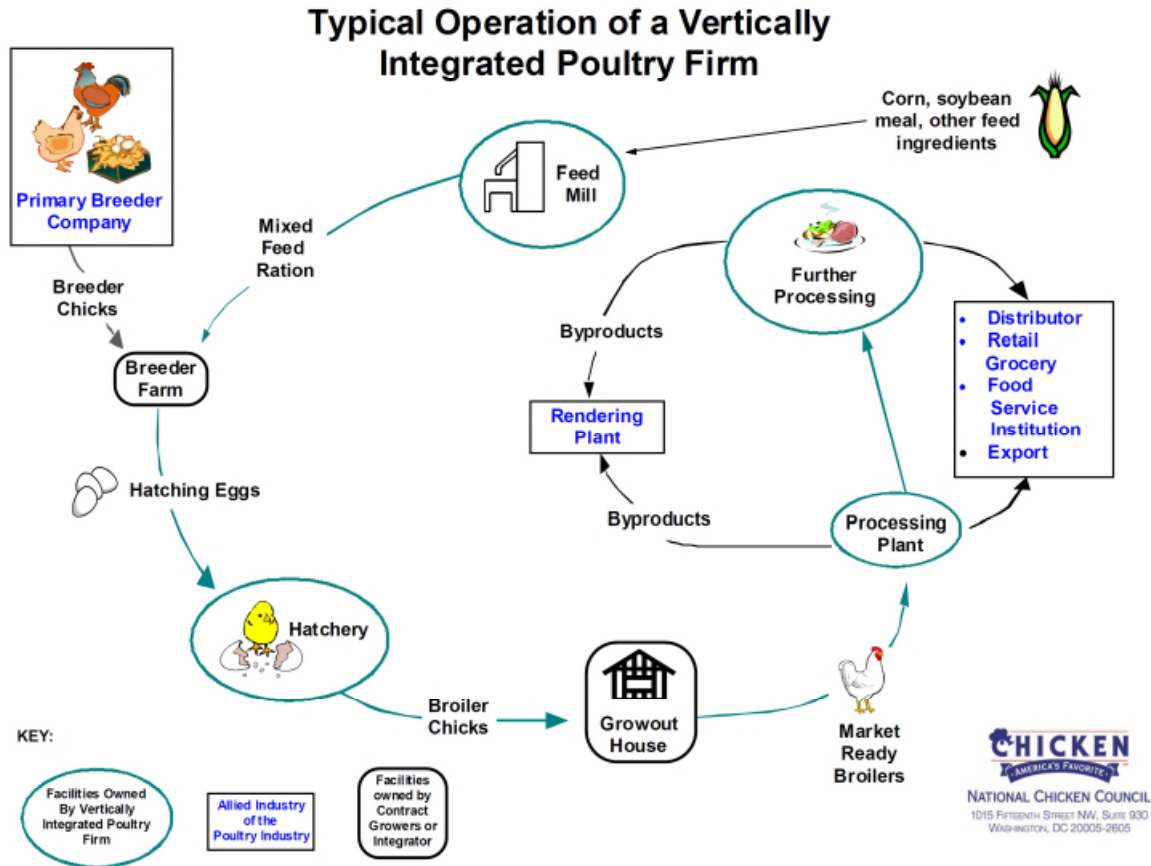 Typical Operation of a Vertically
Integrated Poultry Firm
Primary Breeder
Company
Corn, soybean
meal, other feed
ingredients
Feed
Mill
Mixed
Feed
Ration
Breeder
Chicks
Breeder
Farm
Further
Processing
Byproducts
• Distributor
• Retail
Grocery
• Food
Service
Institution
• Export
Rendering
Plant
Hatching Eggs
Byproducts
Processing
Plant
Hatchery
Broiler
Chicks
Growout
House
Market
Ready
Broilers
KEY:
Facilities Owned
By Vertically
Integrated Poultry
Firm
Allied Industry
of the
Poultry Industry
Facilities
owned by
Contract
Growers or
Integrator
CHICKEN
AMERICA'S FAVORITE
NATIONAL CHICKEN COUNCIL
1015 FIFTEENTH STREET NW, SUITE 930
WASHINGTON, DC 20005-2605